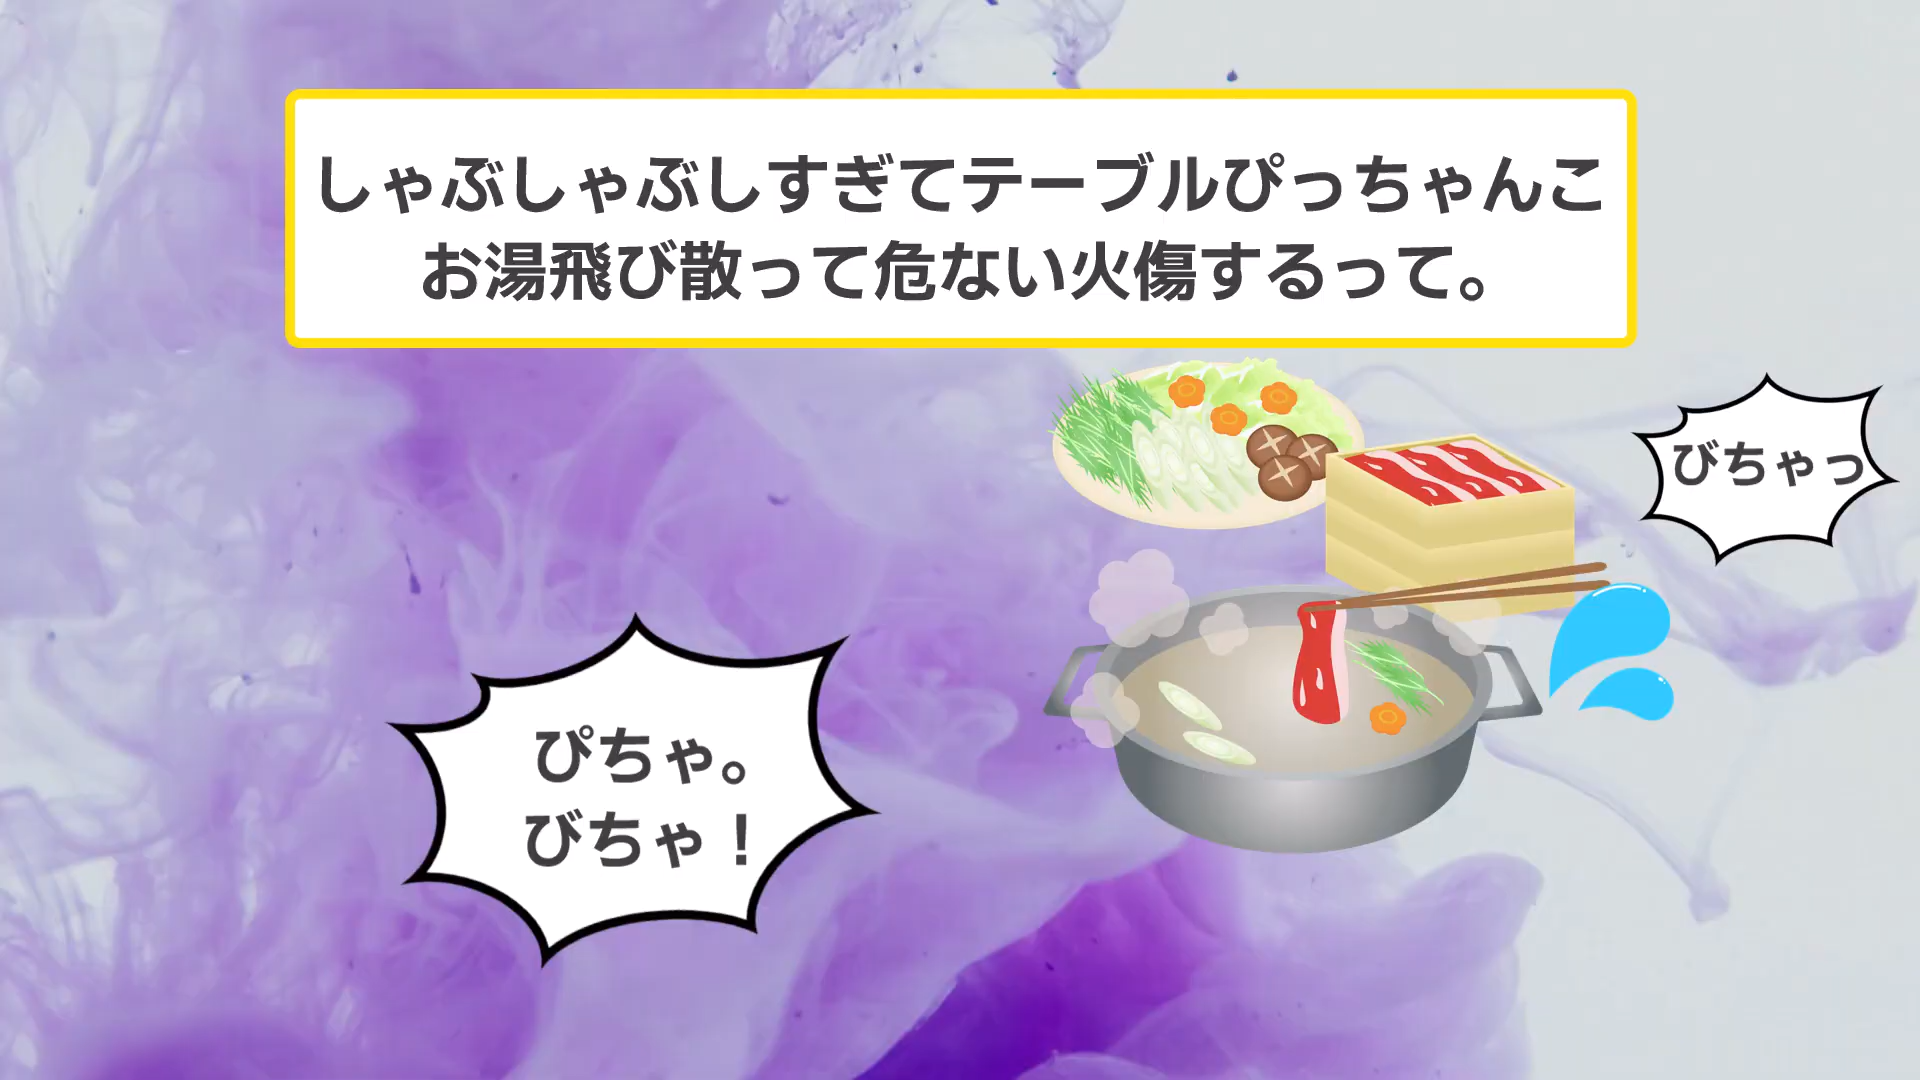 しゃぶしゃぶしすぎてテーブルぴっちゃんこ
お湯飛び散って危ない火傷するって。
びちゃっ
ぴちゃ。
びちゃ！